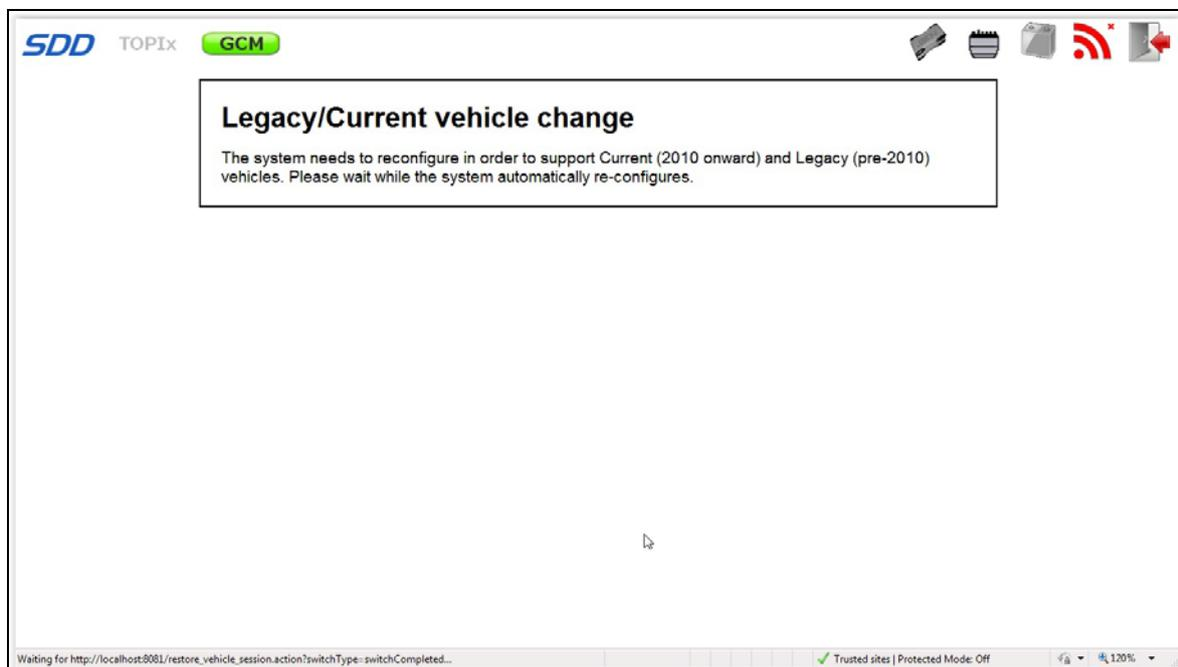 SDD TOPIx GCM
Legacy/Current vehicle change
The system needs to reconfigure in order to support Current (2010 onward) and Legacy (pre-2010)
vehicles. Please wait while the system automatically re-configures.
Waiting for http://localhost:8081/restore_vehicle_session.action?switchType=switchCompleted... Trusted sites | Protected Mode: Off 120%